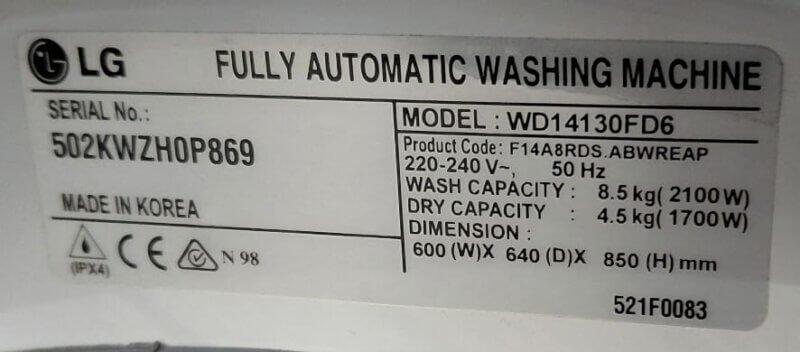 LG FULLY AUTOMATIC WASHING MACHINE
SERIAL No.:
502KWZH0P869
MADE IN KOREA
(IPX4) CE N 98
MODEL : WD14130FD6
Product Code: F14A8RDS.ABWREAP
220-240 V~, 50 Hz
WASH CAPACITY : 8.5 kg( 2100 W)
DRY CAPACITY : 4.5 kg( 1700 W)
DIMENSION :
600 (W)X 640 (D)X 850 (H) mm
521F0083